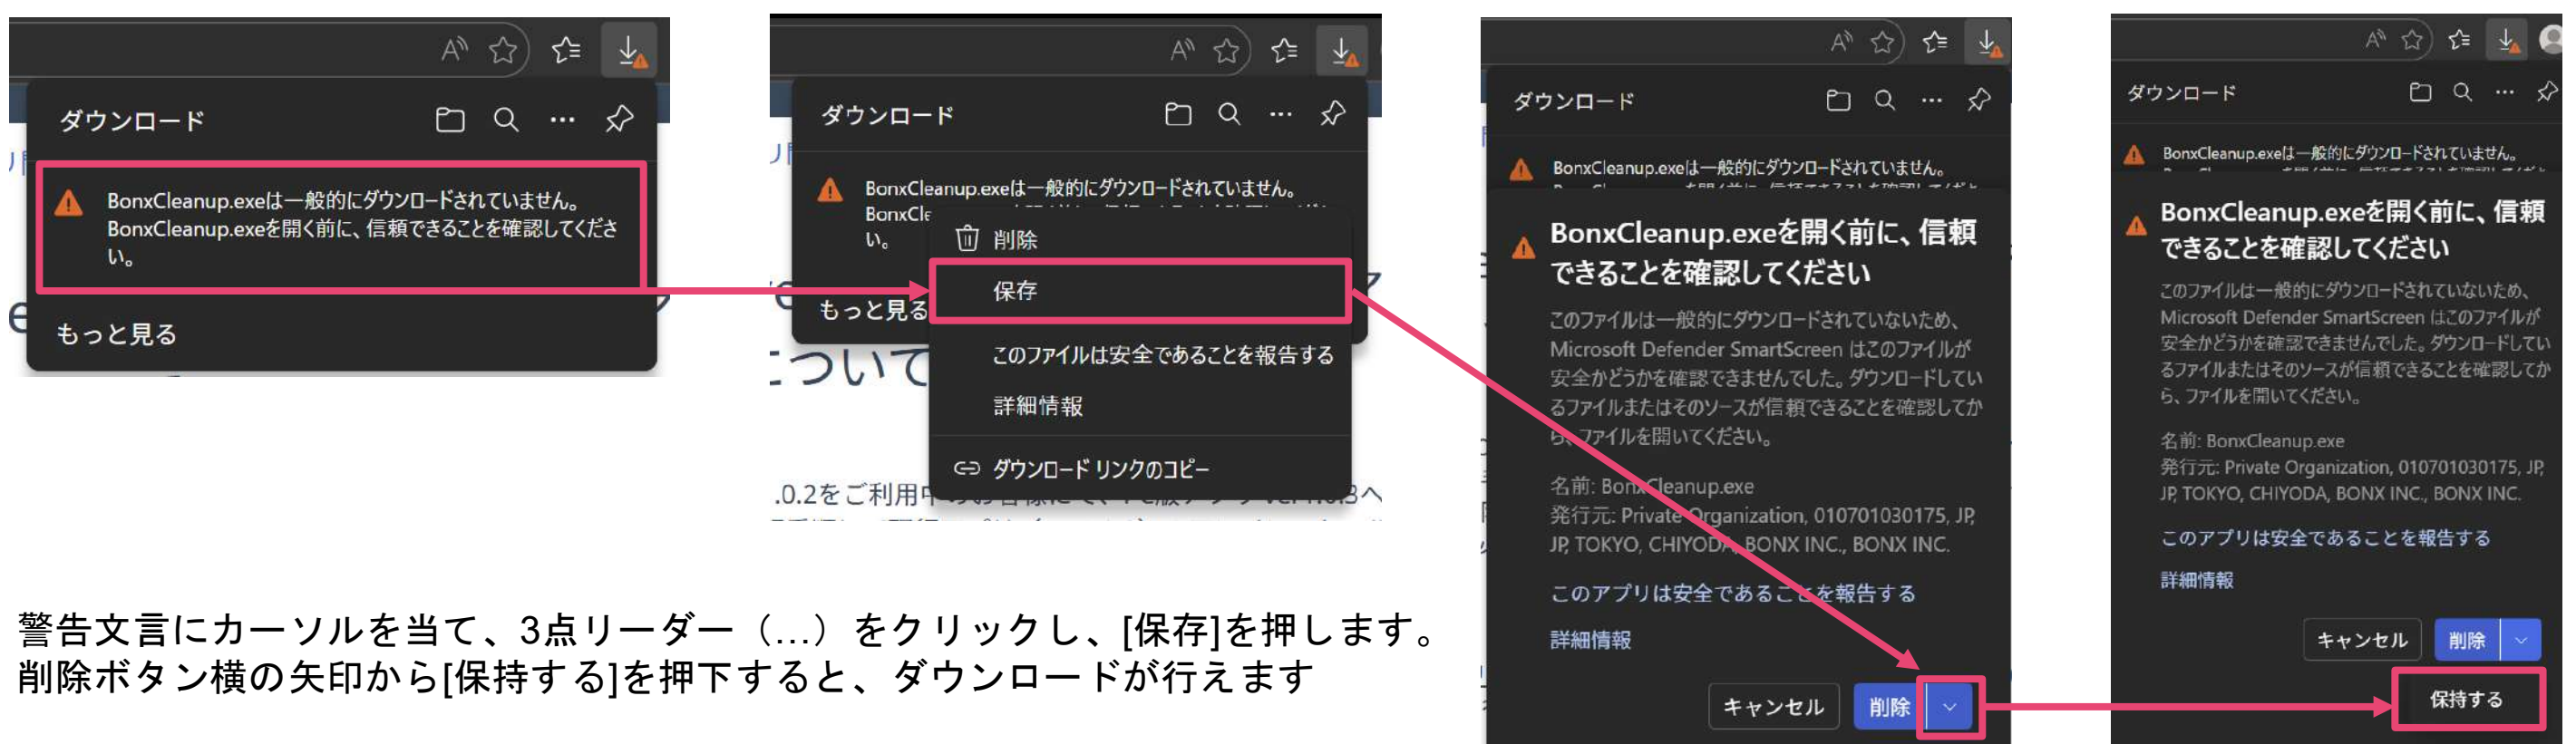 ダウンロード
BonxCleanup.exeは一般的にダウンロードされていません。
BonxCleanup.exeを開く前に、信頼できることを確認してくださ
い。
もっと見る
ダウンロード
BonxCleanup.exeは一般的にダウンロードされていません。
BonxCle
い。
もっと見る
削除
保存
このファイルは安全であることを報告する
詳細情報
ダウンロード リンクのコピー
について
.0.2をご利用中
ダウンロード
BonxCleanup.exeは一般的にダウンロードされていません。
BonxCleanup.exeを開く前に、信頼
できることを確認してください
このファイルは一般的にダウンロードされていないため、
Microsoft Defender SmartScreen はこのファイルが
安全かどうかを確認できませんでした。ダウンロードしてい
るファイルまたはそのソースが信頼できることを確認してか
ら、ファイルを開いてください。
名前: BonxCleanup.exe
発行元: Private Organization, 010701030175, JP,
JP, TOKYO, CHIYODA, BONX INC., BONX INC.
このアプリは安全であることを報告する
詳細情報
キャンセル
削除
ダウンロード
BonxCleanup.exeは一般的にダウンロードされていません。
BonxCleanup.exeを開く前に、信頼
できることを確認してください
このファイルは一般的にダウンロードされていないため、
Microsoft Defender SmartScreen はこのファイルが
安全かどうかを確認できませんでした。ダウンロードしてい
るファイルまたはそのソースが信頼できることを確認してか
ら、ファイルを開いてください。
名前: BonxCleanup.exe
発行元: Private Organization, 010701030175, JP,
JP, TOKYO, CHIYODA, BONX INC., BONX INC.
このアプリは安全であることを報告する
詳細情報
キャンセル
削除
保持する
警告文言にカーソルを当て、3点リーダー（...）をクリックし、[保存]を押します。
削除ボタン横の矢印から[保持する]を押下すると、ダウンロードが行えます